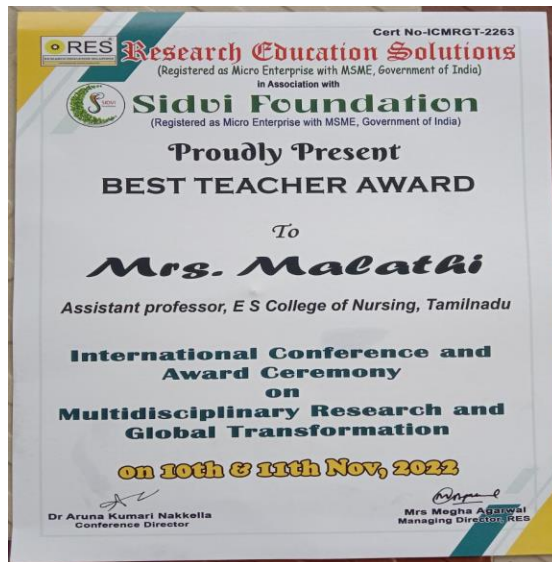 Cert No-ICMRGT-2263
RES
Research Education Solutions
(Registered as Micro Enterprise with MSME, Government of India)
in Association with
Sidvi Foundation
(Registered as Micro Enterprise with MSME, Government of India)
Proudly Present
BEST TEACHER AWARD
To
Mrs. Malathi
Assistant professor, E S College of Nursing, Tamilnadu
International Conference and
Award Ceremony
on
Multidisciplinary Research and
Global Transformation
on 10th & 11th Nov, 2022
Dr Aruna Kumari Nakkella
Conference Director
Mrs Megha Agarwal
Managing Director, RES